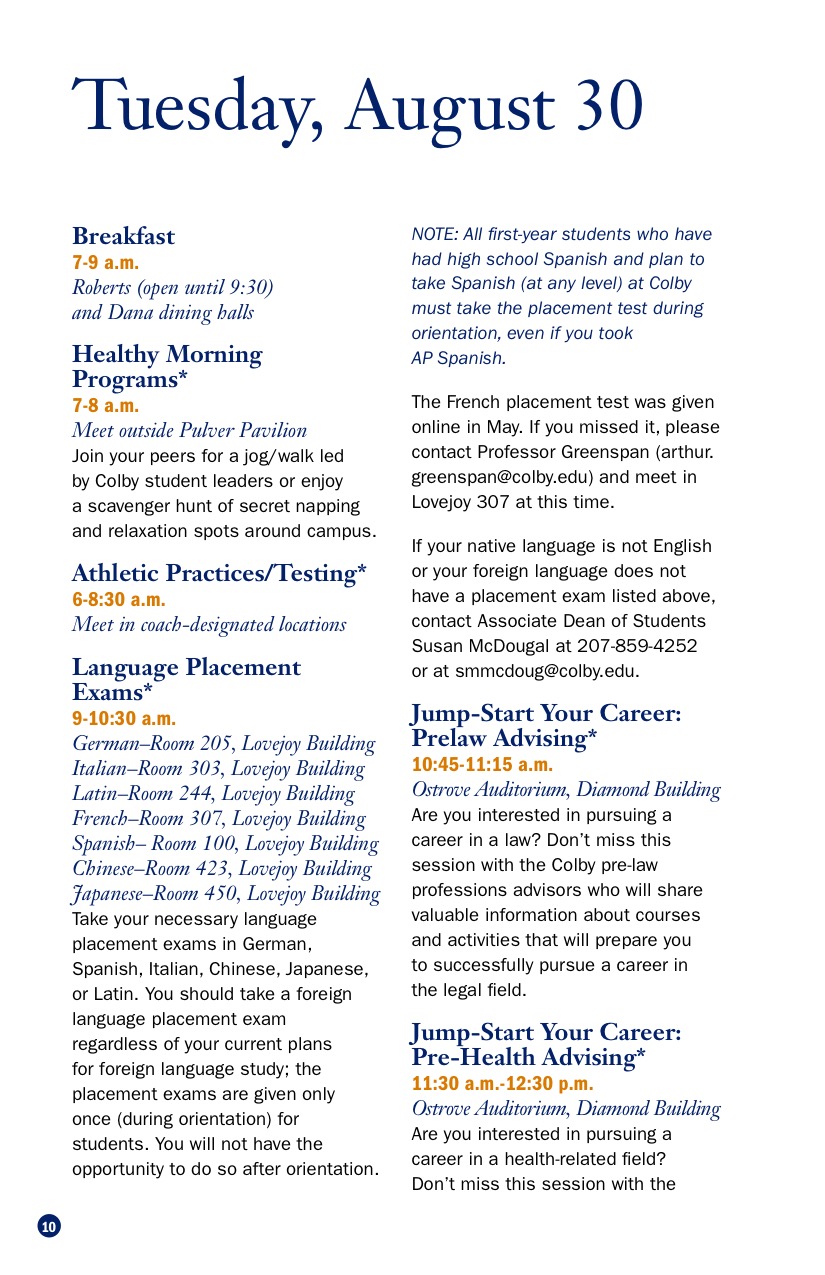 Tuesday, August 30
Breakfast
7-9 a.m.
Roberts (open until 9:30)
and Dana dining halls
Healthy Morning
Programs*
7-8 a.m.
Meet outside Pulver Pavilion
Join your peers for a jog/walk led
by Colby student leaders or enjoy
a scavenger hunt of secret napping
and relaxation spots around campus.
Athletic Practices/Testing*
6-8:30 a.m.
Meet in coach-designated locations
Language Placement
Exams*
9-10:30 a.m.
German–Room 205, Lovejoy Building
Italian–Room 303, Lovejoy Building
Latin–Room 244, Lovejoy Building
French–Room 307, Lovejoy Building
Spanish– Room 100, Lovejoy Building
Chinese–Room 423, Lovejoy Building
Japanese–Room 450, Lovejoy Building
Take your necessary language
placement exams in German,
Spanish, Italian, Chinese, Japanese,
or Latin. You should take a foreign
language placement exam
regardless of your current plans
for foreign language study; the
placement exams are given only
once (during orientation) for
students. You will not have the
opportunity to do so after orientation.
NOTE: All first-year students who have
had high school Spanish and plan to
take Spanish (at any level) at Colby
must take the placement test during
orientation, even if you took
AP Spanish.
The French placement test was given
online in May. If you missed it, please
contact Professor Greenspan (arthur.
greenspan@colby.edu) and meet in
Lovejoy 307 at this time.
If your native language is not English
or your foreign language does not
have a placement exam listed above,
contact Associate Dean of Students
Susan McDougal at 207-859-4252
or at smmcdoug@colby.edu.
Jump-Start Your Career:
Prelaw Advising*
10:45-11:15 a.m.
Ostrove Auditorium, Diamond Building
Are you interested in pursuing a
career in a law? Don’t miss this
session with the Colby pre-law
professions advisors who will share
valuable information about courses
and activities that will prepare you
to successfully pursue a career in
the legal field.
Jump-Start Your Career:
Pre-Health Advising*
11:30 a.m.-12:30 p.m.
Ostrove Auditorium, Diamond Building
Are you interested in pursuing a
career in a health-related field?
Don’t miss this session with the
10